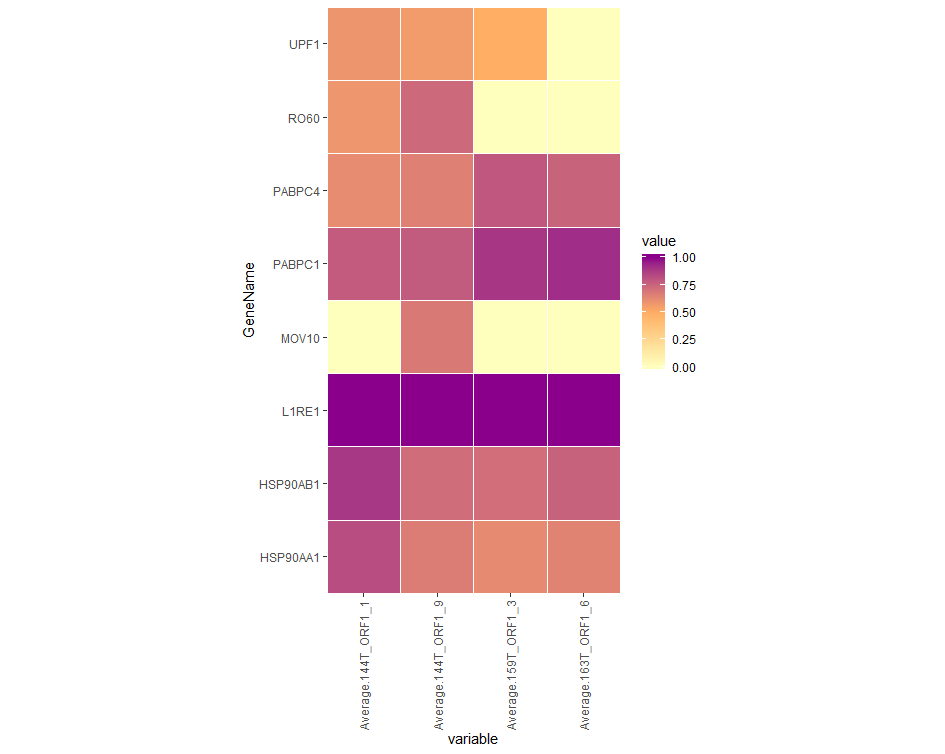 UPF1
RO60
PABPC4
PABPC1
MOV10
L1RE1
HSP90AB1
HSP90AA1
GeneName
Average.144T_ORF1_1
Average.144T_ORF1_9
Average.159T_ORF1_3
Average.163T_ORF1_6
variable
value
1.00
0.75
0.50
0.25
0.00